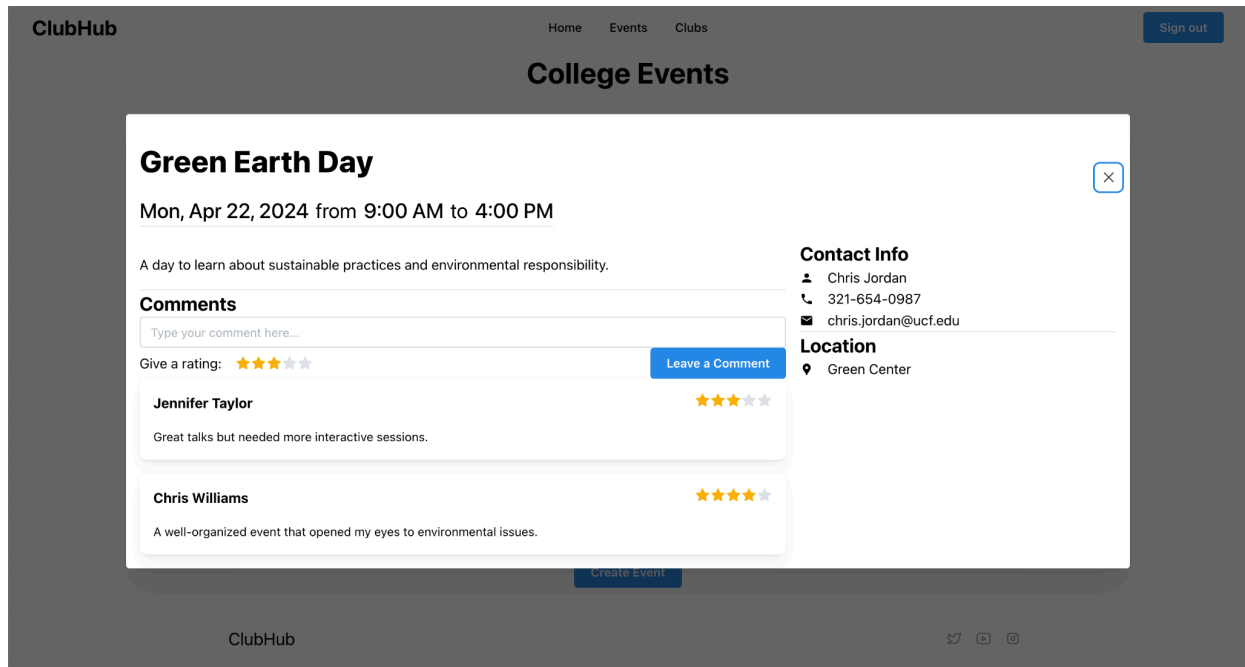 ClubHub
Home Events Clubs
Sign out
College Events
Green Earth Day
Mon, Apr 22, 2024 from 9:00 AM to 4:00 PM
A day to learn about sustainable practices and environmental responsibility.
Comments
Type your comment here...
Give a rating:
Leave a Comment
Jennifer Taylor
Great talks but needed more interactive sessions.
Chris Williams
A well-organized event that opened my eyes to environmental issues.
Contact Info
Chris Jordan
321-654-0987
chris.jordan@ucf.edu
Location
Green Center
Create Event
ClubHub